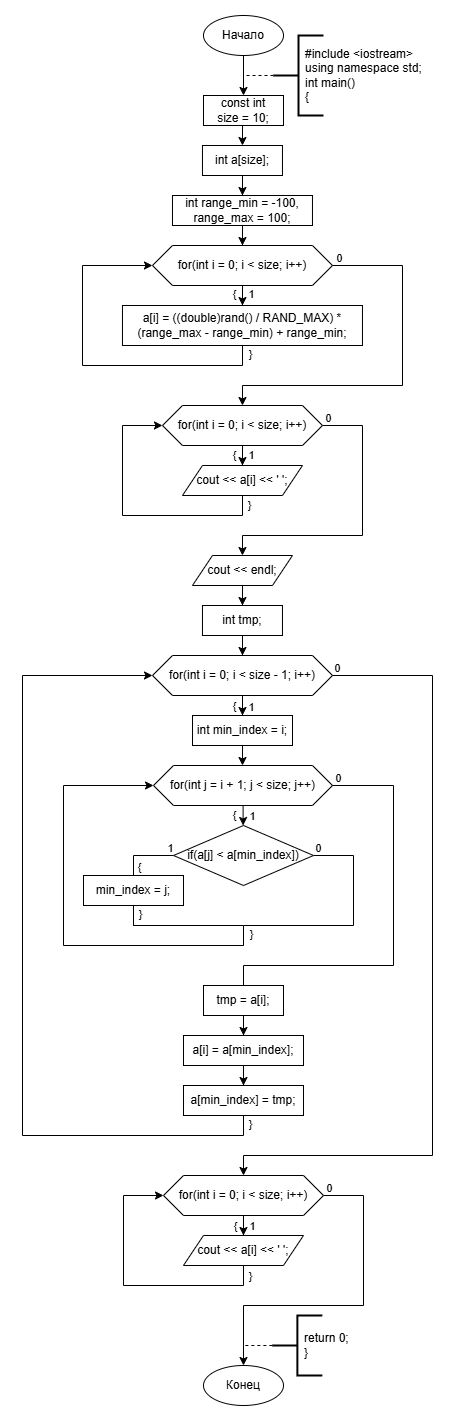 Начало
#include <iostream>
using namespace std;
int main()
{
const int
size = 10;
int a[size];
int range_min = -100,
range_max = 100;
for(int i = 0; i < size; i++)
0
{
1
a[i] = ((double)rand() / RAND_MAX) *
(range_max - range_min) + range_min;
}
for(int i = 0; i < size; i++)
0
{
1
cout << a[i] << ' ';
}
cout << endl;
int tmp;
for(int i = 0; i < size - 1; i++)
0
{
1
int min_index = i;
for(int j = i + 1; j < size; j++)
0
{
1
if(a[j] < a[min_index])
1
0
{
min_index = j;
}
}
tmp = a[i];
a[i] = a[min_index];
a[min_index] = tmp;
}
for(int i = 0; i < size; i++)
0
{
1
cout << a[i] << ' ';
}
return 0;
}
Конец